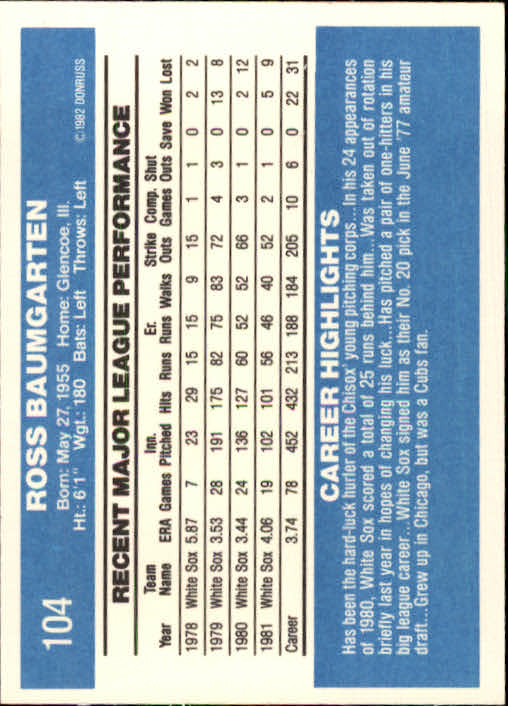 104
ROSS BAUMGARTEN
Born: May 27, 1955 Home: Glencoe, Ill.
Ht.: 6'1" Wgt.: 180 Bats: Left Throws: Left
©1982 DONRUSS
RECENT MAJOR LEAGUE PERFORMANCE
Team Inn. Er. Strike Comp. Shut
Year Name ERA Games Pitched Hits Runs Runs Walks Outs Games Outs Save Won Lost
1978 White Sox 5.87 7 23 29 15 15 9 15 1 1 0 2 2
1979 White Sox 3.53 28 191 175 82 75 83 72 4 3 0 13 8
1980 White Sox 3.44 24 136 127 60 52 52 66 3 1 0 2 12
1981 White Sox 4.06 19 102 101 56 46 40 52 2 1 0 5 9
Career 3.74 78 452 432 213 188 184 205 10 6 0 22 31
CAREER HIGHLIGHTS
Has been the hard-luck hurler of the Chisox' young pitching corps...In his 24 appearances
of 1980, White Sox scored a total of 25 runs behind him...Was taken out of rotation
briefly last year in hopes of changing his luck...Has pitched a pair of one-hitters in his
big league career...White Sox signed him as their No. 20 pick in the June '77 amateur
draft...Grew up in Chicago, but was a Cubs fan.